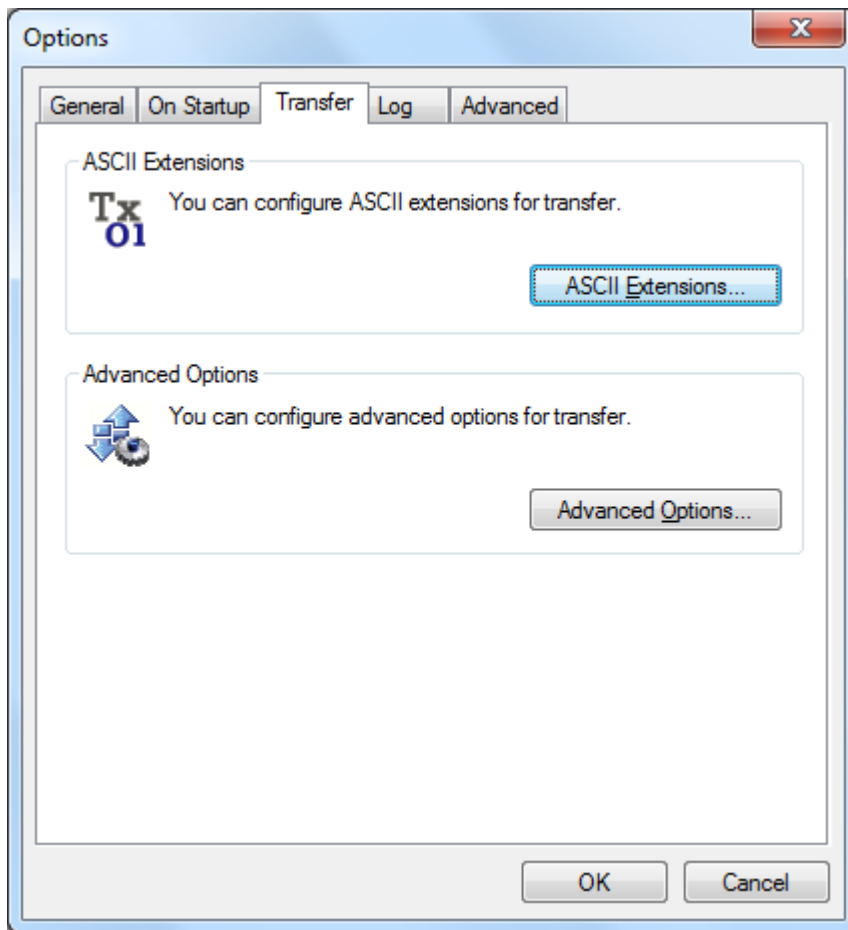 Options
General On Startup Transfer Log Advanced
ASCII Extensions
Tx
01
You can configure ASCII extensions for transfer.
ASCII Extensions...
Advanced Options
You can configure advanced options for transfer.
Advanced Options...
OK Cancel